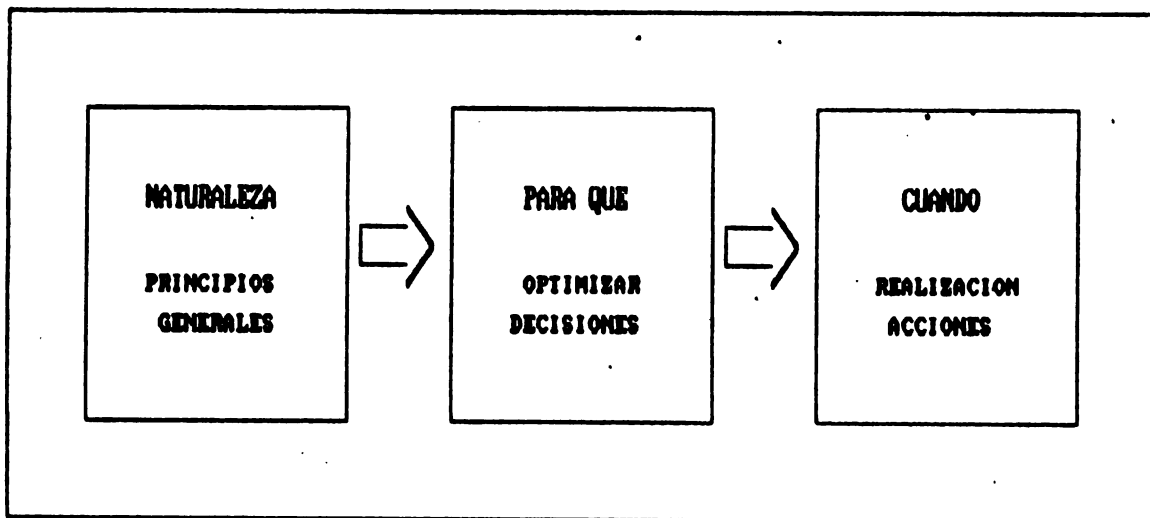 NATURALEZA
PRINCIPIOS
GENERALES
PARA QUE
OPTIMIZAR
DECISIONES
CUANDO
REALIZACION
ACCIONES